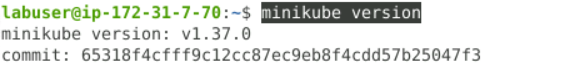 labuser@ip-172-31-7-70:~$ minikube version
minikube version: v1.37.0
commit: 65318f4cfff9c12cc87ec9eb8f4cdd57b25047f3